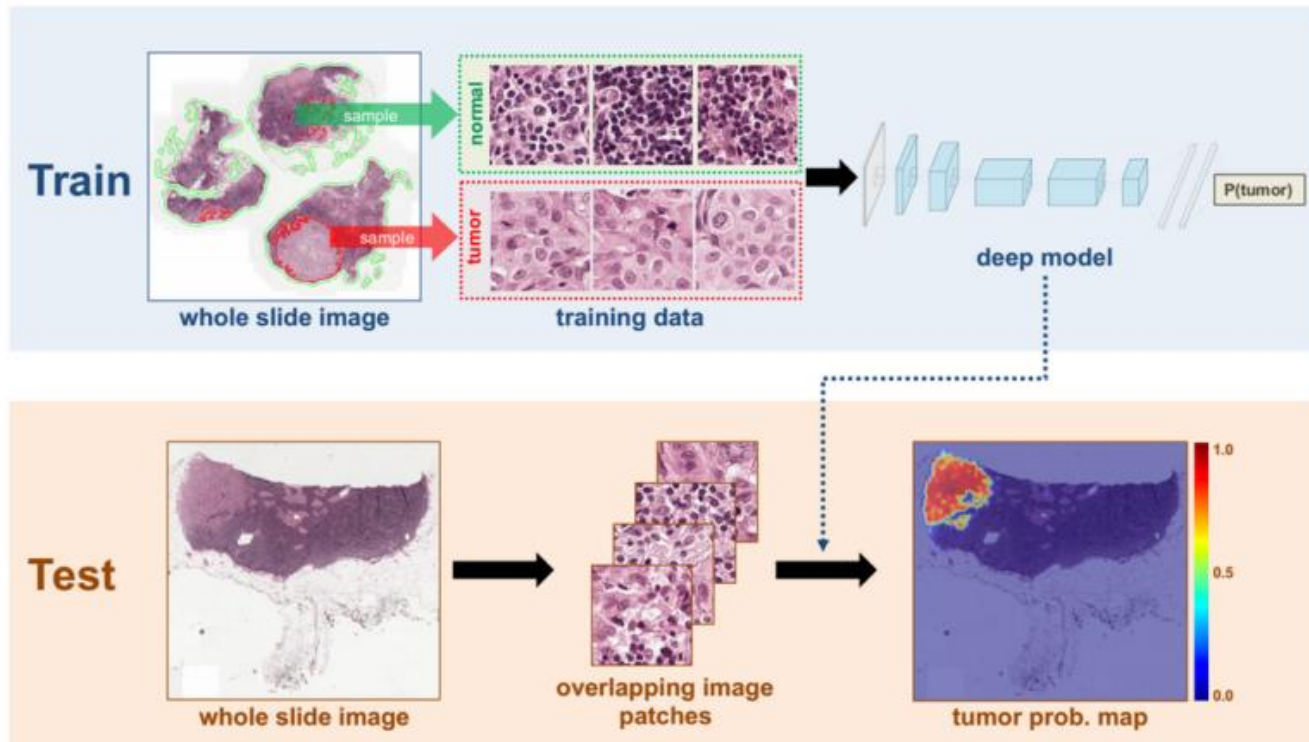 Train
sample
sample
normal
tumor
P(tumor)
deep model
whole slide image
training data
Test
1.0
0.5
0.0
whole slide image
overlapping image
patches
tumor prob. map